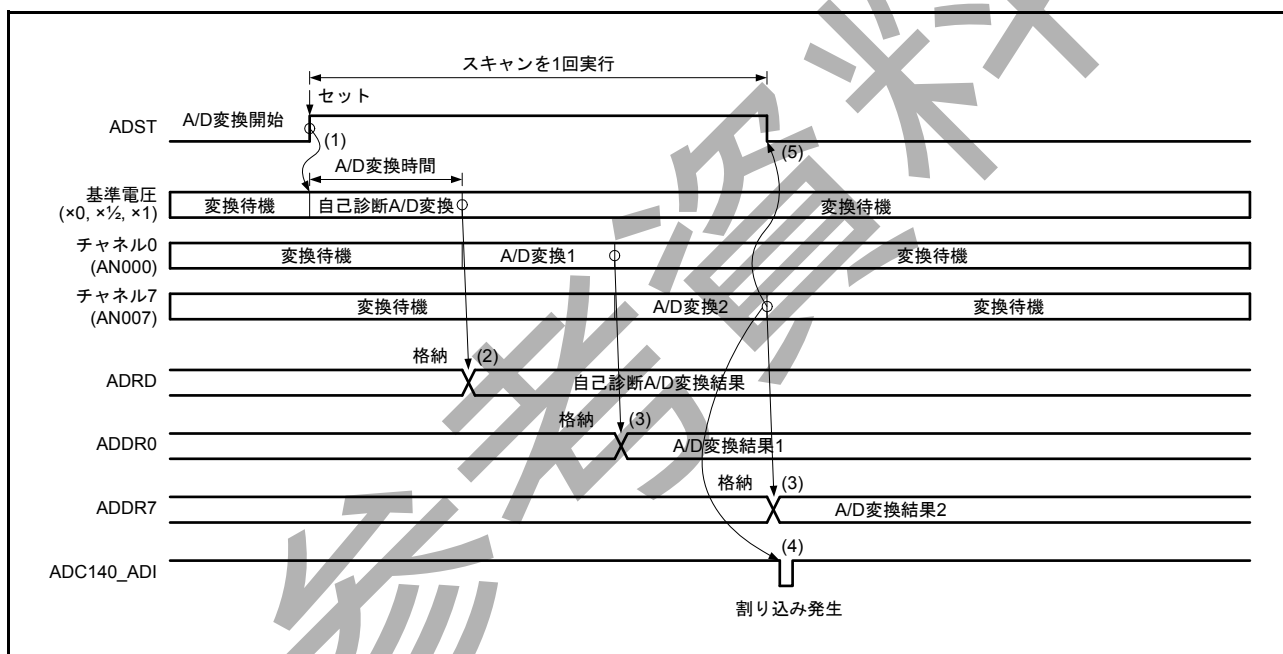 スキャンを1回実行
セット
ADST
A/D変換開始
(1)
(5)
A/D変換時間
基準電圧
(×0, ×½, ×1)
変換待機
自己診断A/D変換
変換待機
チャネル0
(AN000)
変換待機
A/D変換1
変換待機
チャネル7
(AN007)
変換待機
A/D変換2
変換待機
格納
(2)
ADRD
自己診断A/D変換結果
格納
(3)
ADDR0
A/D変換結果1
格納
(3)
ADDR7
A/D変換結果2
(4)
ADC140_ADI
割り込み発生
参考資料